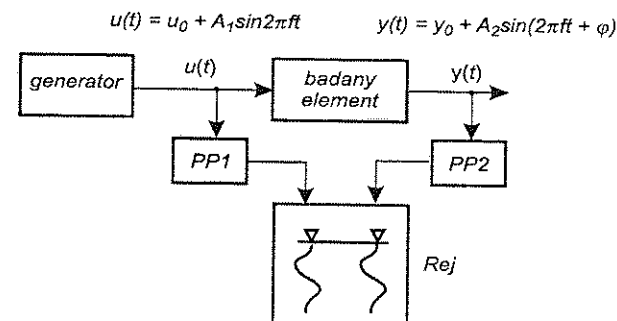 u(t) = u₀ + A₁sin2πft
y(t) = y₀ + A₂sin(2πft + φ)
generator
u(t)
badany
element
y(t)
PP1
PP2
Rej